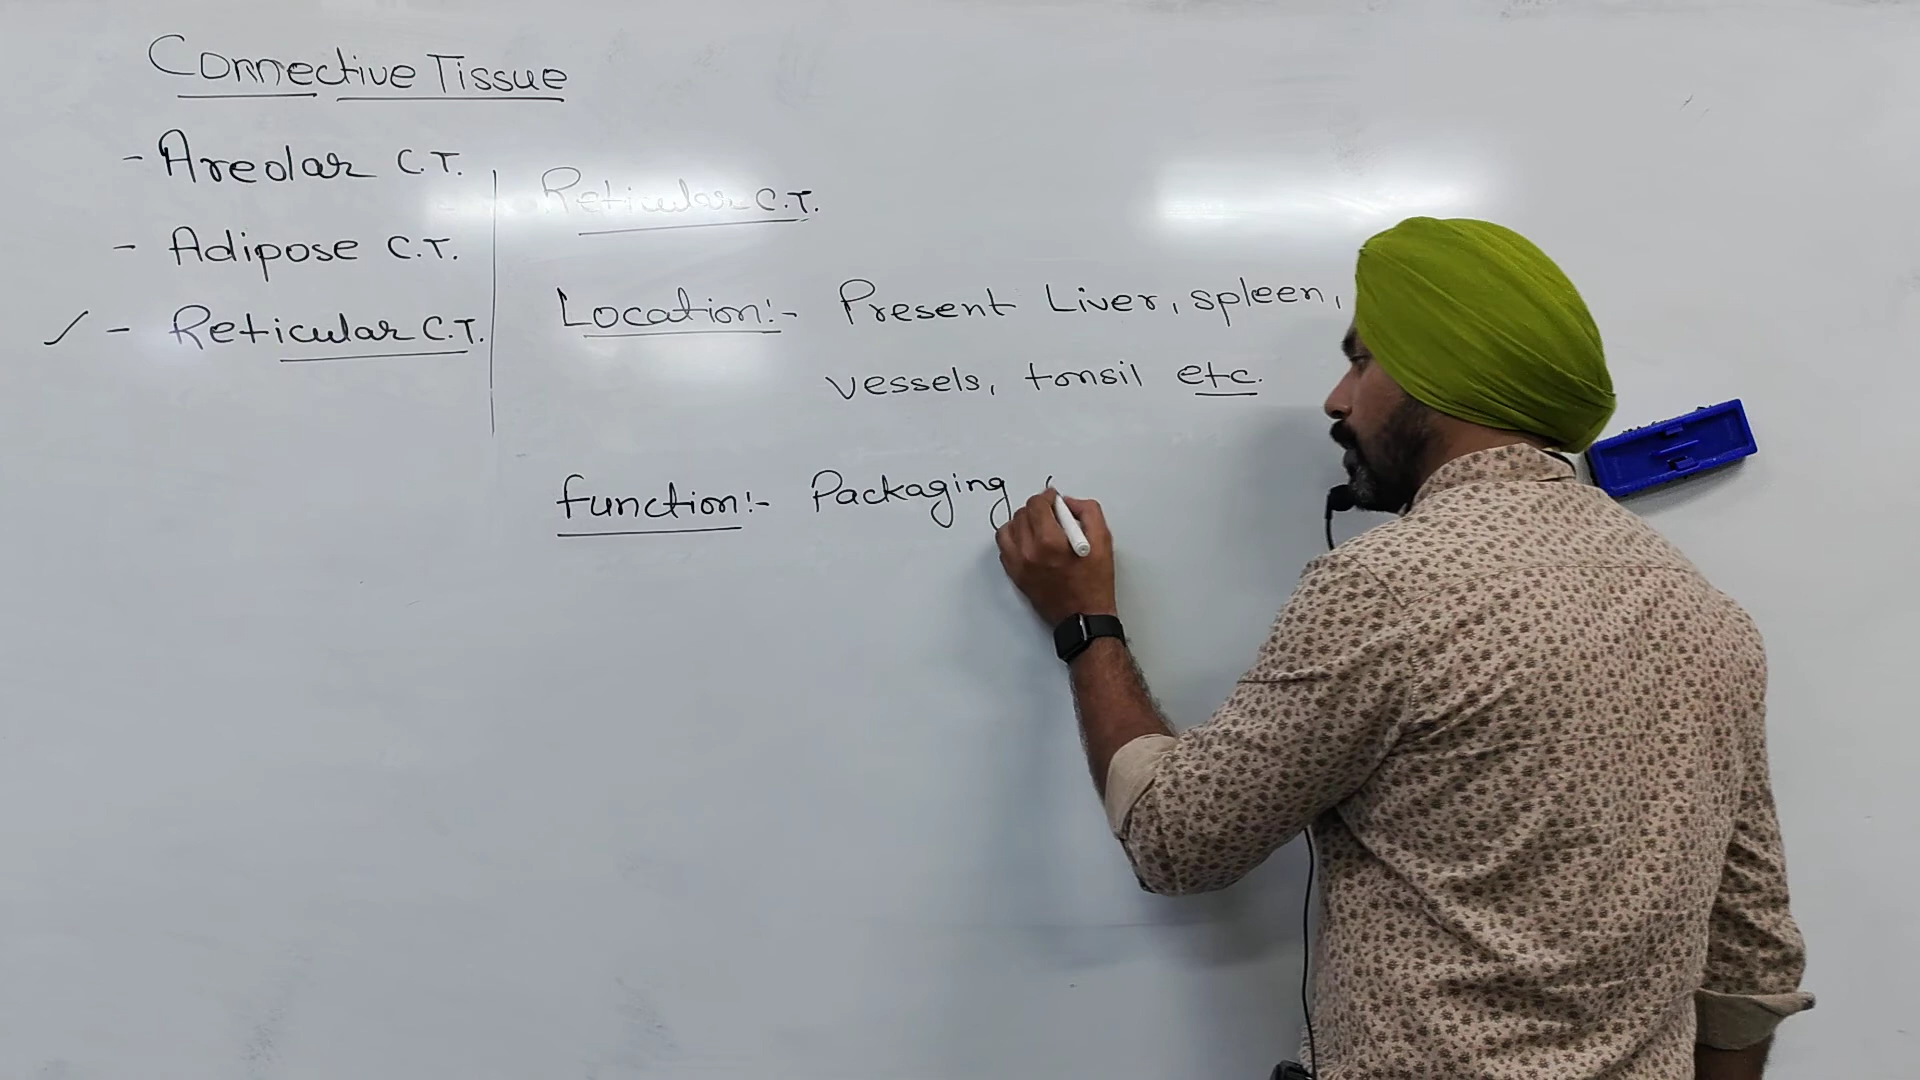 Connective Tissue
- Areolar C.T.
- Adipose C.T.
✓ - Reticular C.T.
Reticular C.T.
Location:- Present Liver, spleen,
vessels, tonsil etc.
function:- Packaging